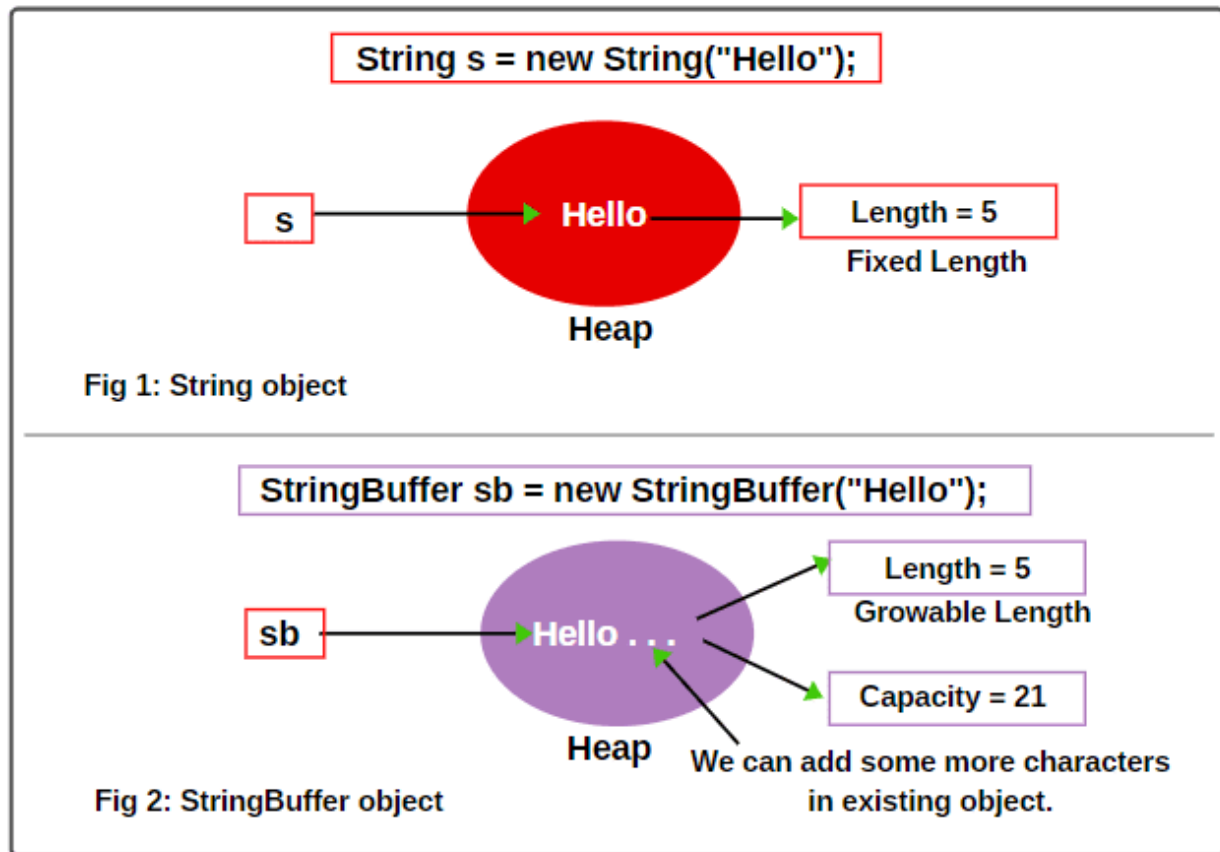 String s = new String("Hello");
s
Hello
Length = 5
Fixed Length
Heap
Fig 1: String object
StringBuffer sb = new StringBuffer("Hello");
sb
Hello . . .
Length = 5
Growable Length
Capacity = 21
Heap
We can add some more characters
in existing object.
Fig 2: StringBuffer object